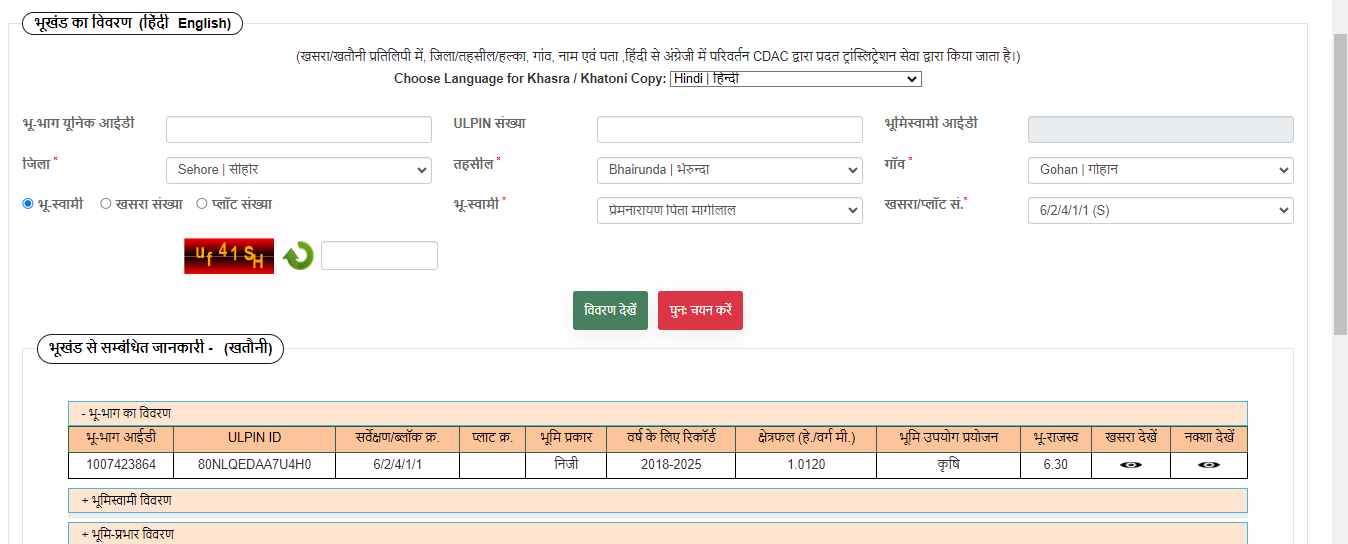 भूखंड का विवरण (हिंदी English)
(खसरा/खतौनी प्रतिलिपी में, जिला/तहसील/हल्का, गांव, नाम एवं पता ,हिंदी से अंग्रेजी में परिवर्तन CDAC द्वारा प्रदत ट्रांस्लिट्रेशन सेवा द्वारा किया जाता है।)
Choose Language for Khasra / Khatoni Copy: Hindi | हिन्दी
भू-भाग यूनिक आईडी ULPIN संख्या भूमिस्वामी आईडी
जिला * Sehore | सीहोर तहसील * Bhairunda | भेरुन्दा गाँव * Gohan | गोहान
भू-स्वामी खसरा संख्या प्लॉट संख्या भू-स्वामी * प्रेमनारायण पिता मांगीलाल खसरा/प्लॉट सं.* 6/2/4/1/1 (S)
uf 41 SH
विवरण देखें पुनः चयन करें
भूखंड से सम्बंधित जानकारी - (खतौनी)
- भू-भाग का विवरण
भू-भाग आईडी ULPIN ID सर्वेक्षण/ब्लॉक क्र. प्लाट क्र. भूमि प्रकार वर्ष के लिए रिकॉर्ड क्षेत्रफल (हे./वर्ग मी.) भूमि उपयोग प्रयोजन भू-राजस्व खसरा देखें नक्शा देखें
1007423864 80NLQEDAA7U4H0 6/2/4/1/1 निजी 2018-2025 1.0120 कृषि 6.30
+ भूमिस्वामी विवरण
+ भूमि-प्रभार विवरण